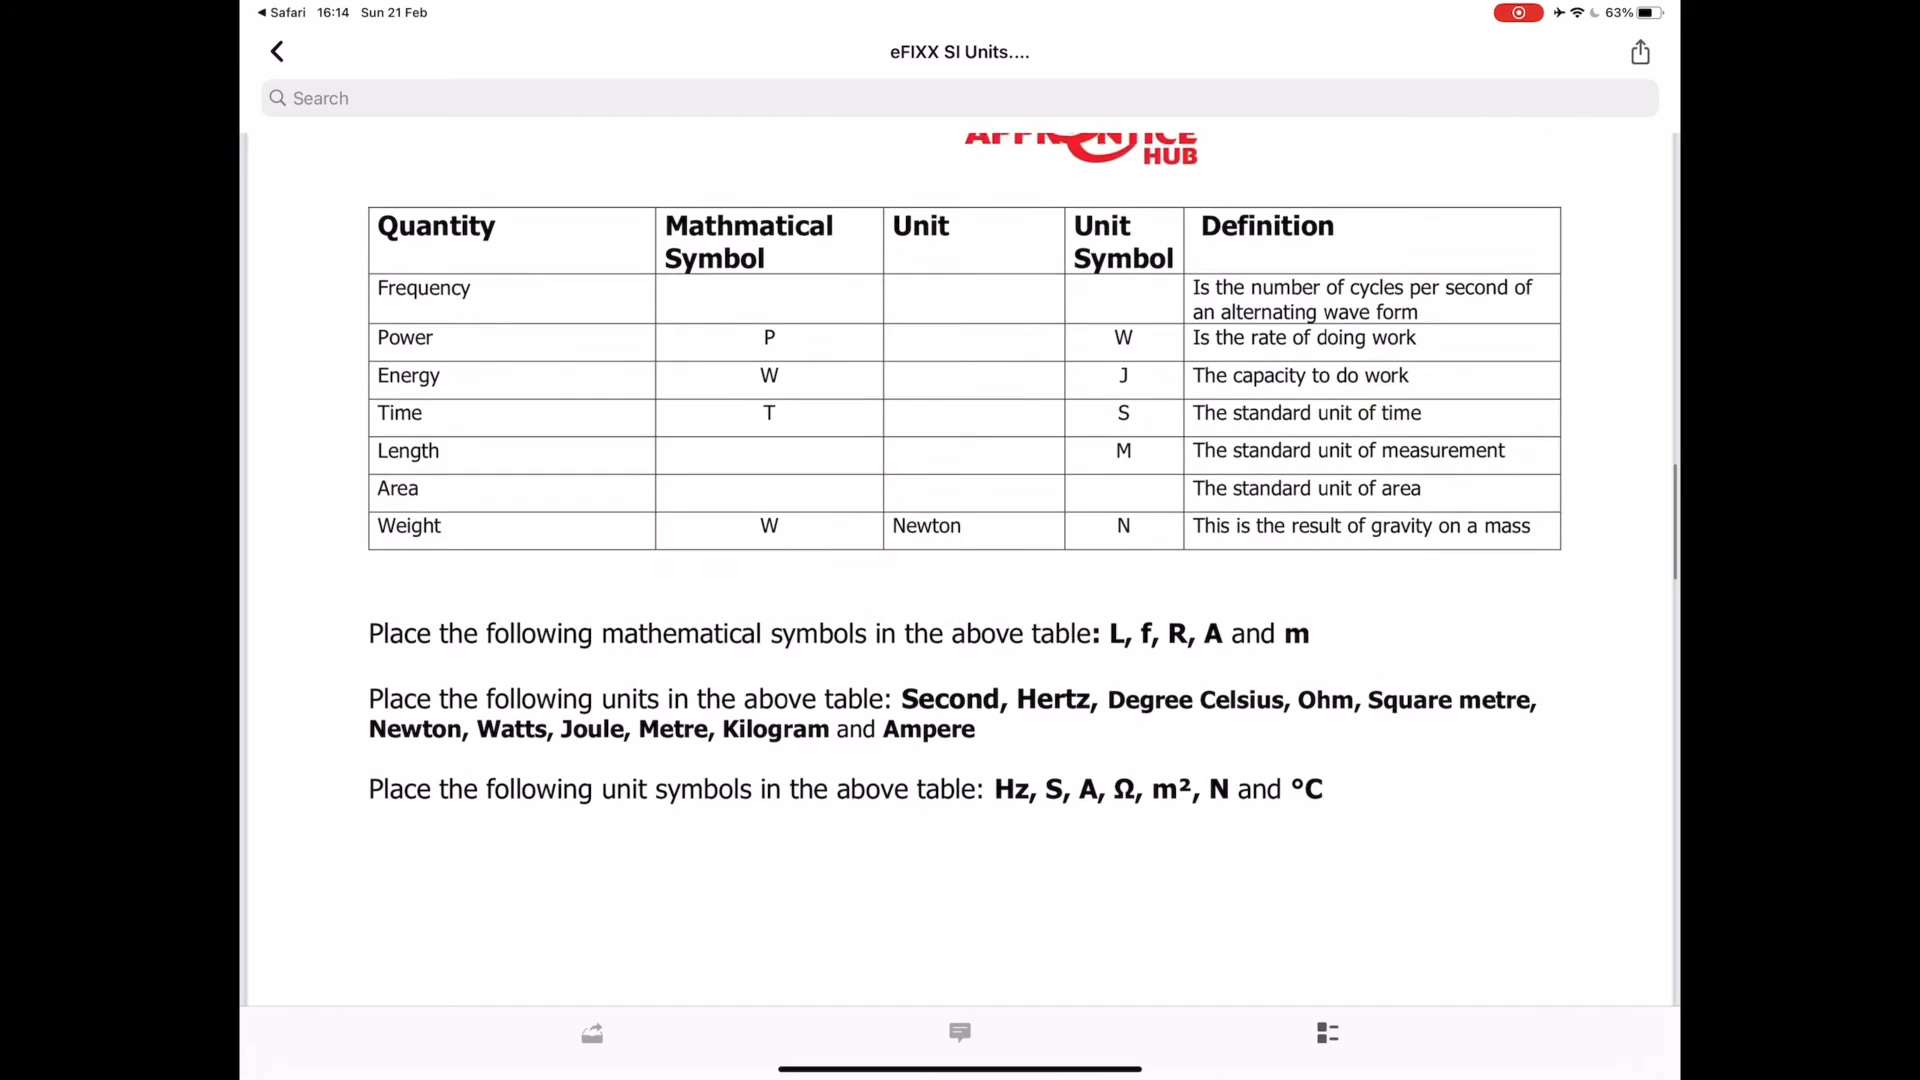 Safari 16:14 Sun 21 Feb 63%
eFIXX SI Units....
Search
APPRENTICE
HUB
Quantity Mathmatical Symbol Unit Unit Symbol Definition
Frequency Is the number of cycles per second of
an alternating wave form
Power P W Is the rate of doing work
Energy W J The capacity to do work
Time T S The standard unit of time
Length M The standard unit of measurement
Area The standard unit of area
Weight W Newton N This is the result of gravity on a mass
Place the following mathematical symbols in the above table: L, f, R, A and m
Place the following units in the above table: Second, Hertz, Degree Celsius, Ohm, Square metre,
Newton, Watts, Joule, Metre, Kilogram and Ampere
Place the following unit symbols in the above table: Hz, S, A, Ω, m², N and °C